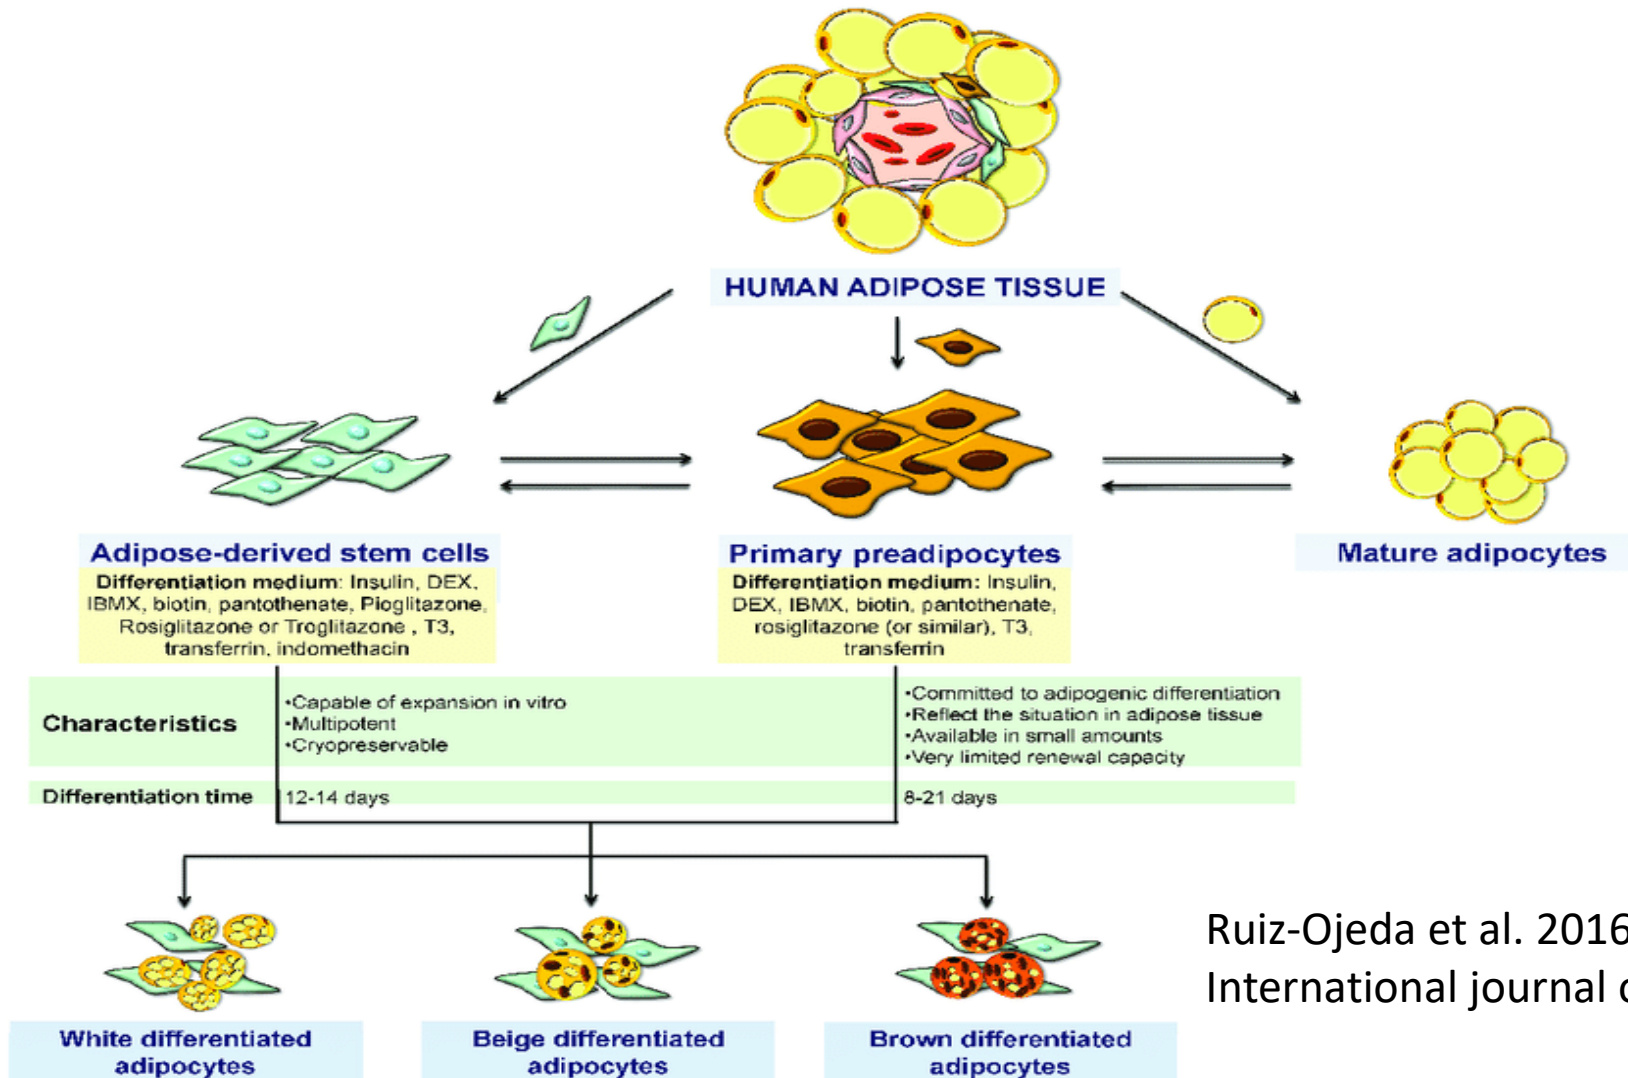 HUMAN ADIPOSE TISSUE
Adipose-derived stem cells
Differentiation medium: Insulin, DEX,
IBMX, biotin, pantothenate, Pioglitazone,
Rosiglitazone or Troglitazone , T3,
transferrin, indomethacin
Primary preadipocytes
Differentiation medium: Insulin,
DEX, IBMX, biotin, pantothenate,
rosiglitazone (or similar), T3,
transferrin
Mature adipocytes
Characteristics
•Capable of expansion in vitro
•Multipotent
•Cryopreservable
•Committed to adipogenic differentiation
•Reflect the situation in adipose tissue
•Available in small amounts
•Very limited renewal capacity
Differentiation time
12-14 days
8-21 days
White differentiated
adipocytes
Beige differentiated
adipocytes
Brown differentiated
adipocytes
Ruiz-Ojeda et al. 2016
International journal